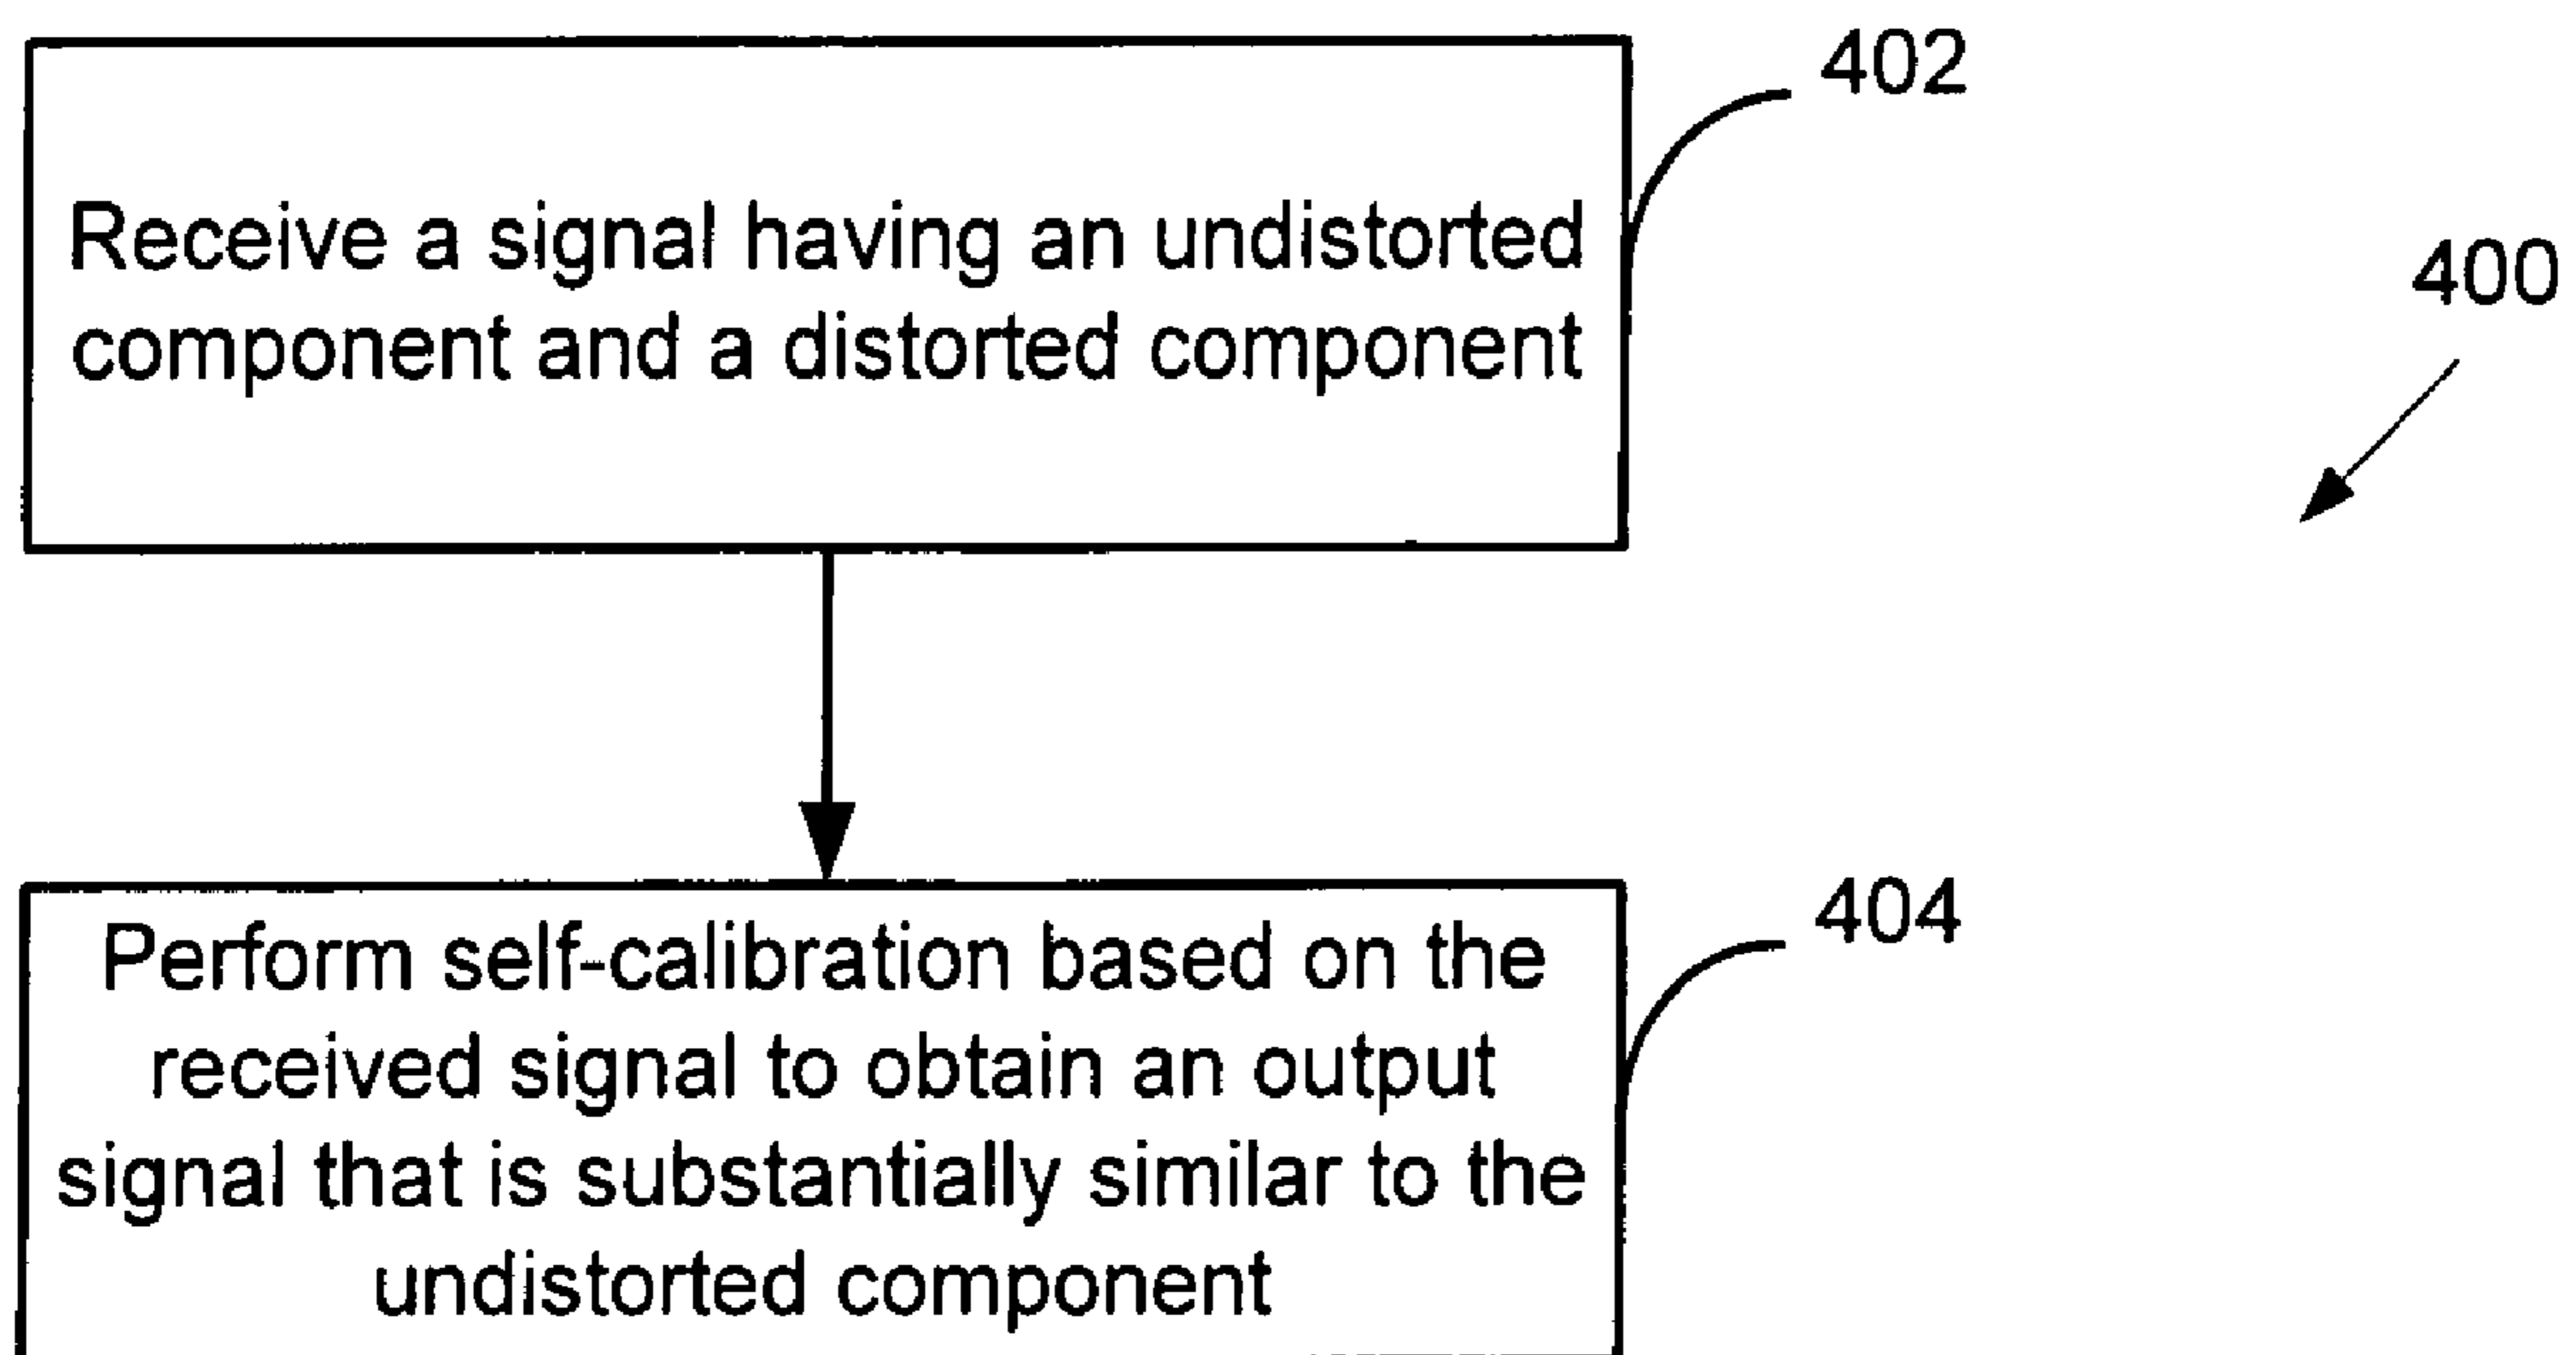 402
Receive a signal having an undistorted
component and a distorted component
400
404
Perform self-calibration based on the
received signal to obtain an output
signal that is substantially similar to the
undistorted component